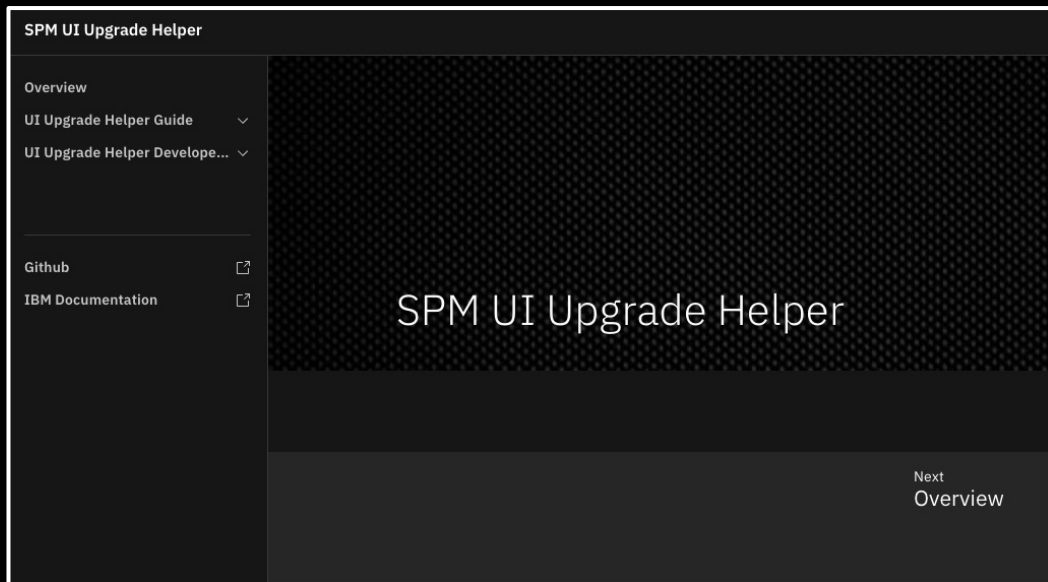 SPM UI Upgrade Helper
Overview
UI Upgrade Helper Guide
UI Upgrade Helper Develope...
Github
IBM Documentation
SPM UI Upgrade Helper
Next
Overview